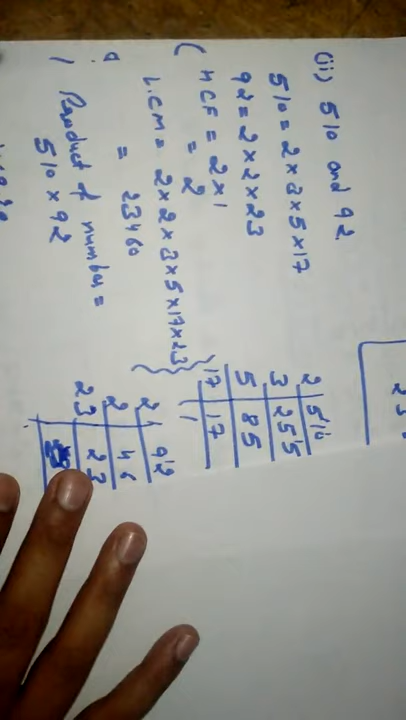 (ii) 510 and 92
510 = 2 × 3 × 5 × 17
92 = 2 × 2 × 23
HCF = 2 × 1
= 2
L.CM = 2 × 2 × 3 × 5 × 17 × 23
= 23460
Product of number =
510 × 92
2 510
3 255
5 85
17 17
1
2 92
2 46
23 23